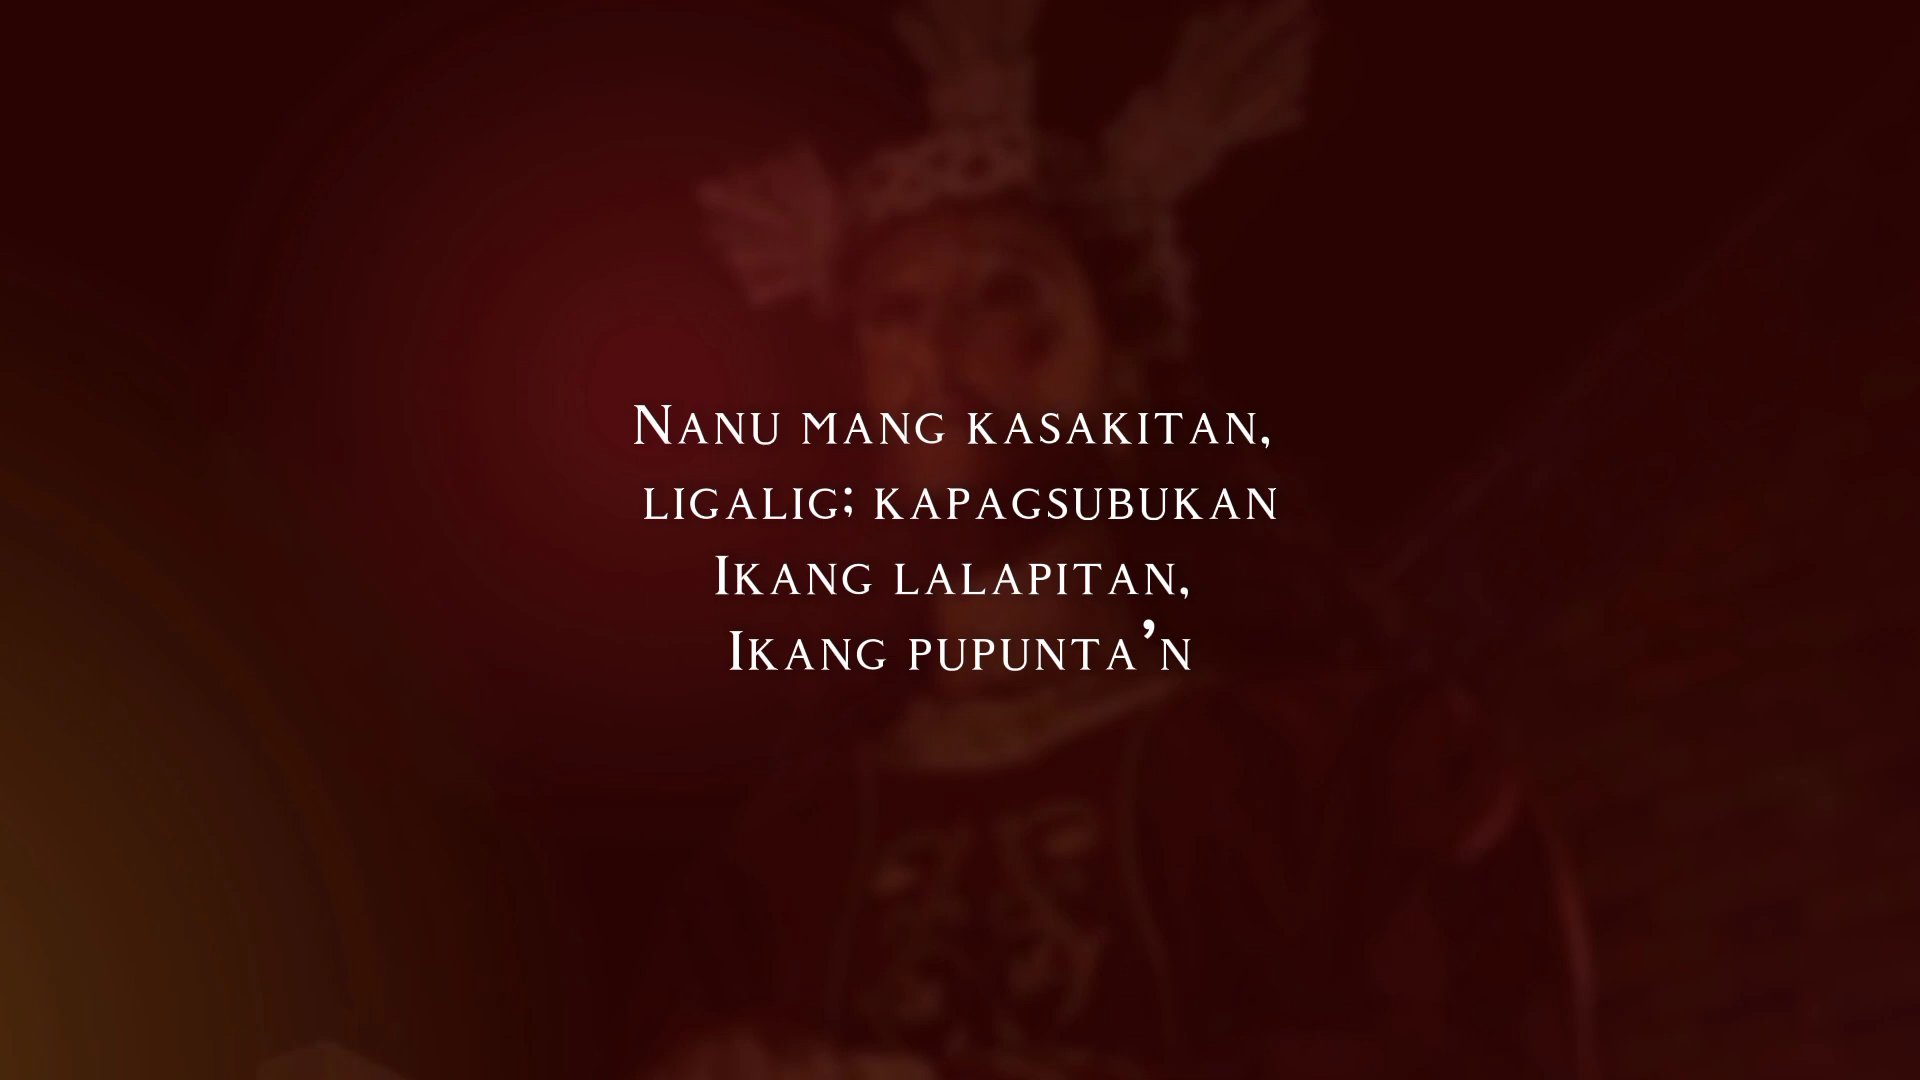 Nanu mang kasakitan,
ligalig; kapagsubukan
Ikang lalapitan,
Ikang pupunta’n